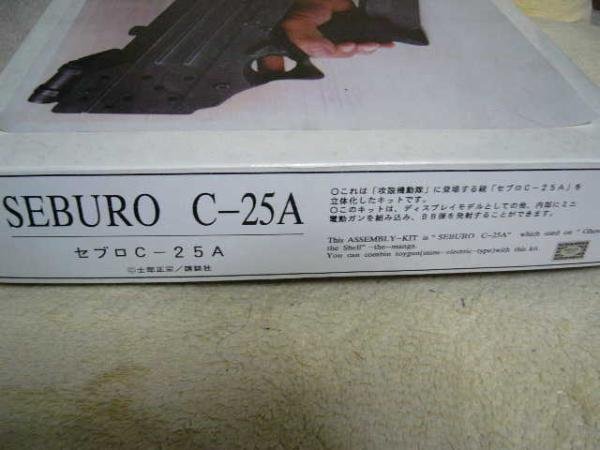 SEBURO C-25A
セブロC-25A
©士郎正宗/講談社
○これは「攻殻機動隊」に登場する銃「セブロC-25A」を
立体化したキットです。
○このキットは、ディスプレイモデルとしての他、内部にミニ
電動ガンを組み込み、BB弾を発射することができます。
This ASSEMBLY-KIT is "SEBURO C-25A" which used on "Ghos
the Shell" -the-manga.
You can combin toygun(mini-electric-type)with this kit.